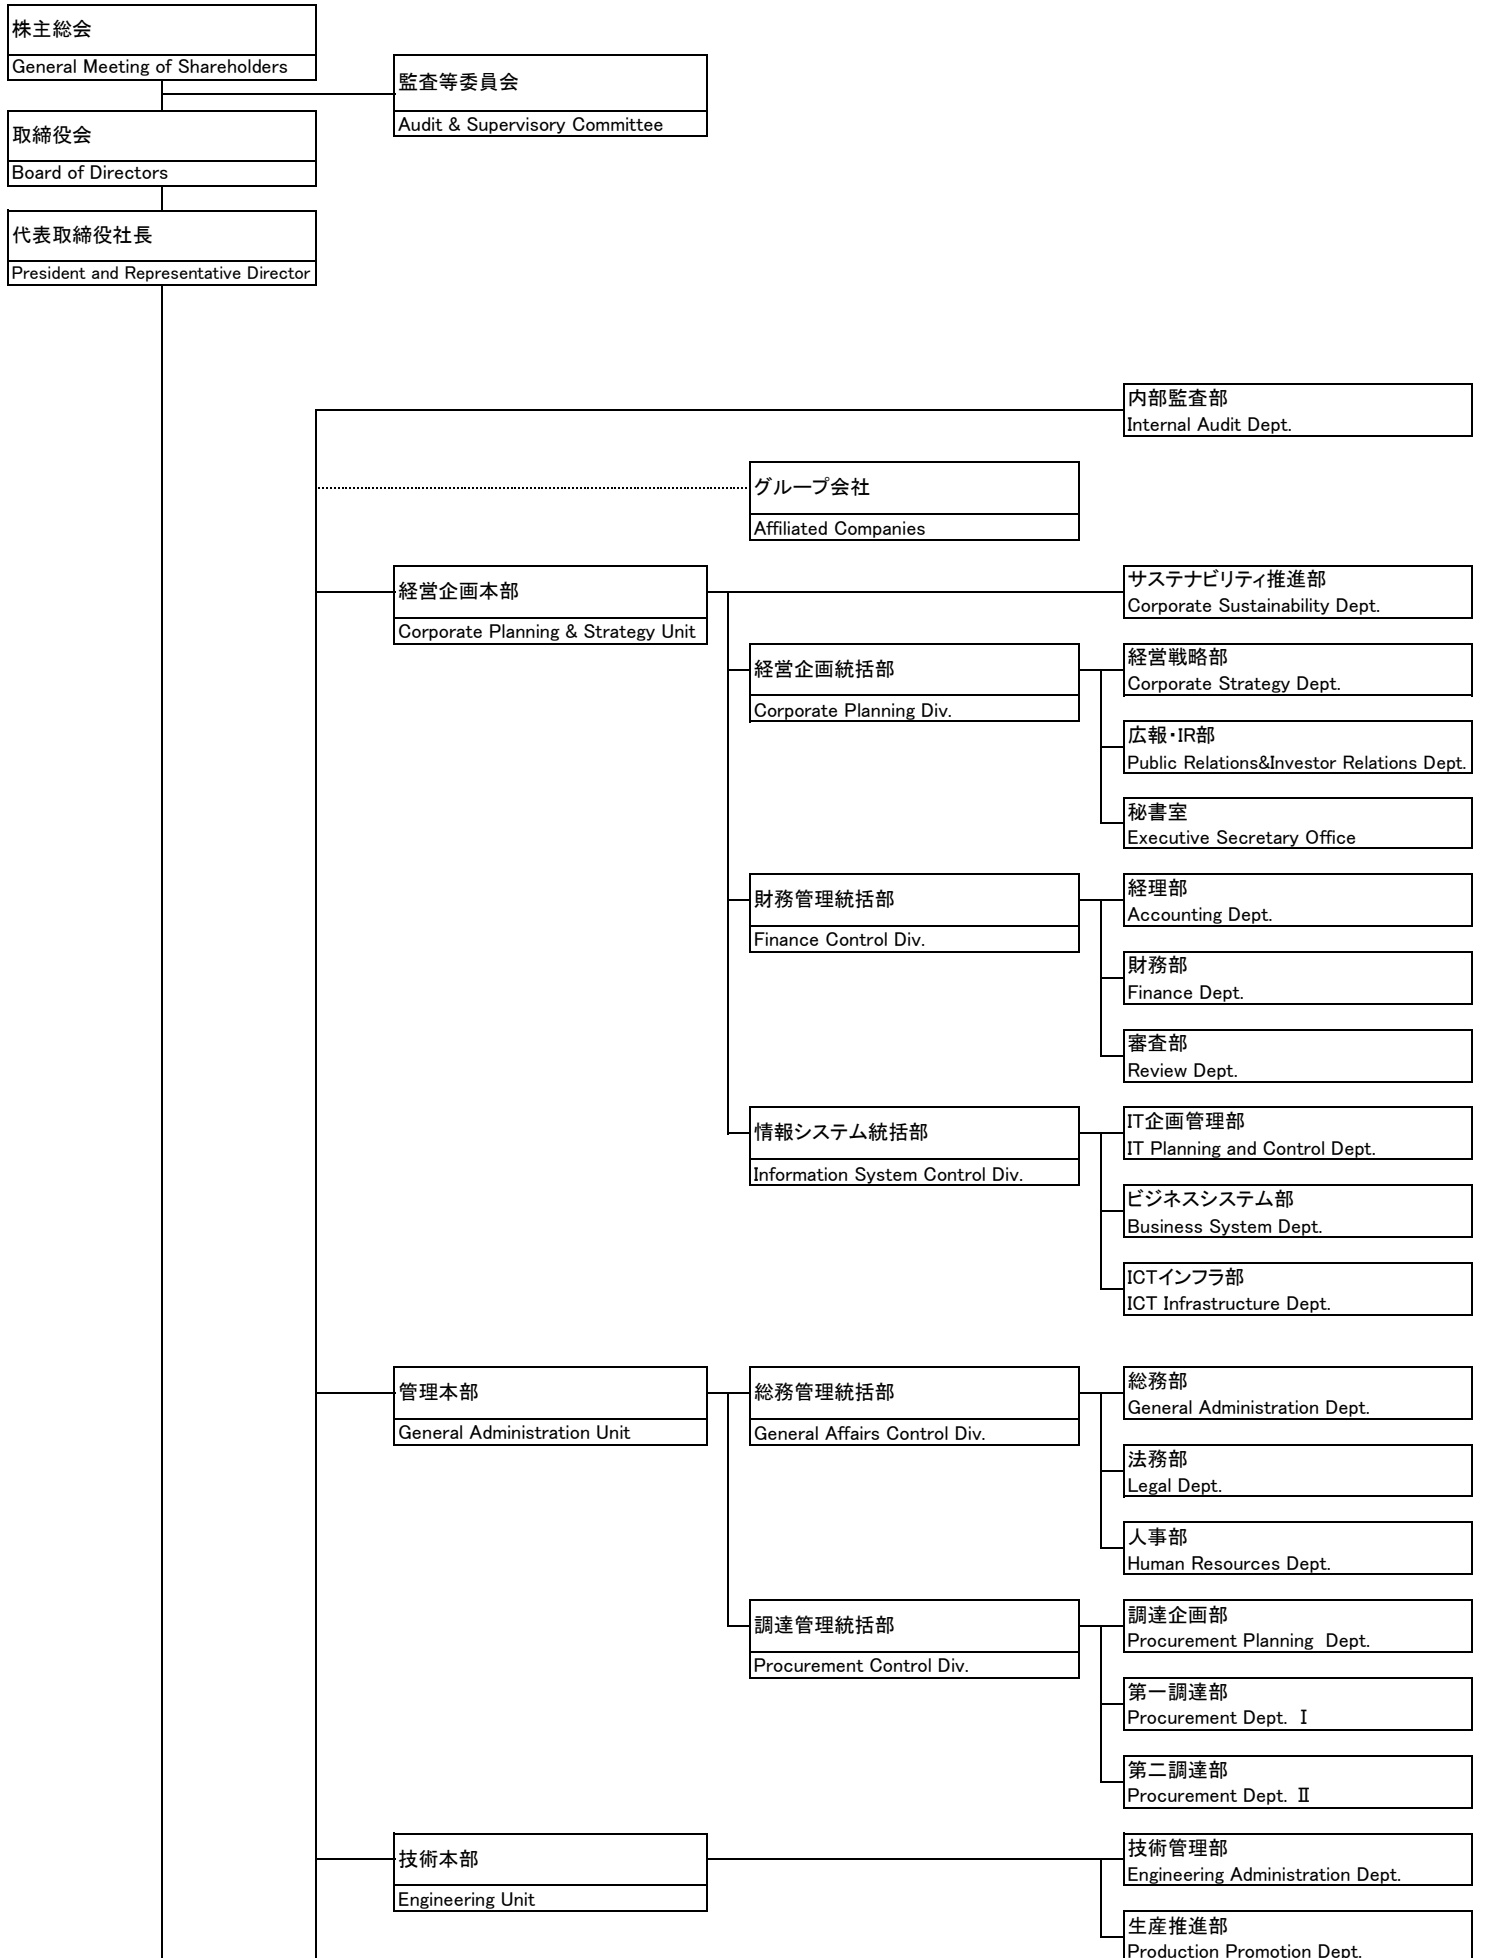 株主総会
General Meeting of Shareholders
監査等委員会
Audit & Supervisory Committee
取締役会
Board of Directors
代表取締役社長
President and Representative Director
内部監査部
Internal Audit Dept.
グループ会社
Affiliated Companies
経営企画本部
Corporate Planning & Strategy Unit
サステナビリティ推進部
Corporate Sustainability Dept.
経営企画統括部
Corporate Planning Div.
経営戦略部
Corporate Strategy Dept.
広報・IR部
Public Relations&Investor Relations Dept.
秘書室
Executive Secretary Office
財務管理統括部
Finance Control Div.
経理部
Accounting Dept.
財務部
Finance Dept.
審査部
Review Dept.
情報システム統括部
Information System Control Div.
IT企画管理部
IT Planning and Control Dept.
ビジネスシステム部
Business System Dept.
ICTインフラ部
ICT Infrastructure Dept.
管理本部
General Administration Unit
総務管理統括部
General Affairs Control Div.
総務部
General Administration Dept.
法務部
Legal Dept.
人事部
Human Resources Dept.
調達管理統括部
Procurement Control Div.
調達企画部
Procurement Planning Dept.
第一調達部
Procurement Dept. Ⅰ
第二調達部
Procurement Dept. Ⅱ
技術本部
Engineering Unit
技術管理部
Engineering Administration Dept.
生産推進部
Production Promotion Dept.